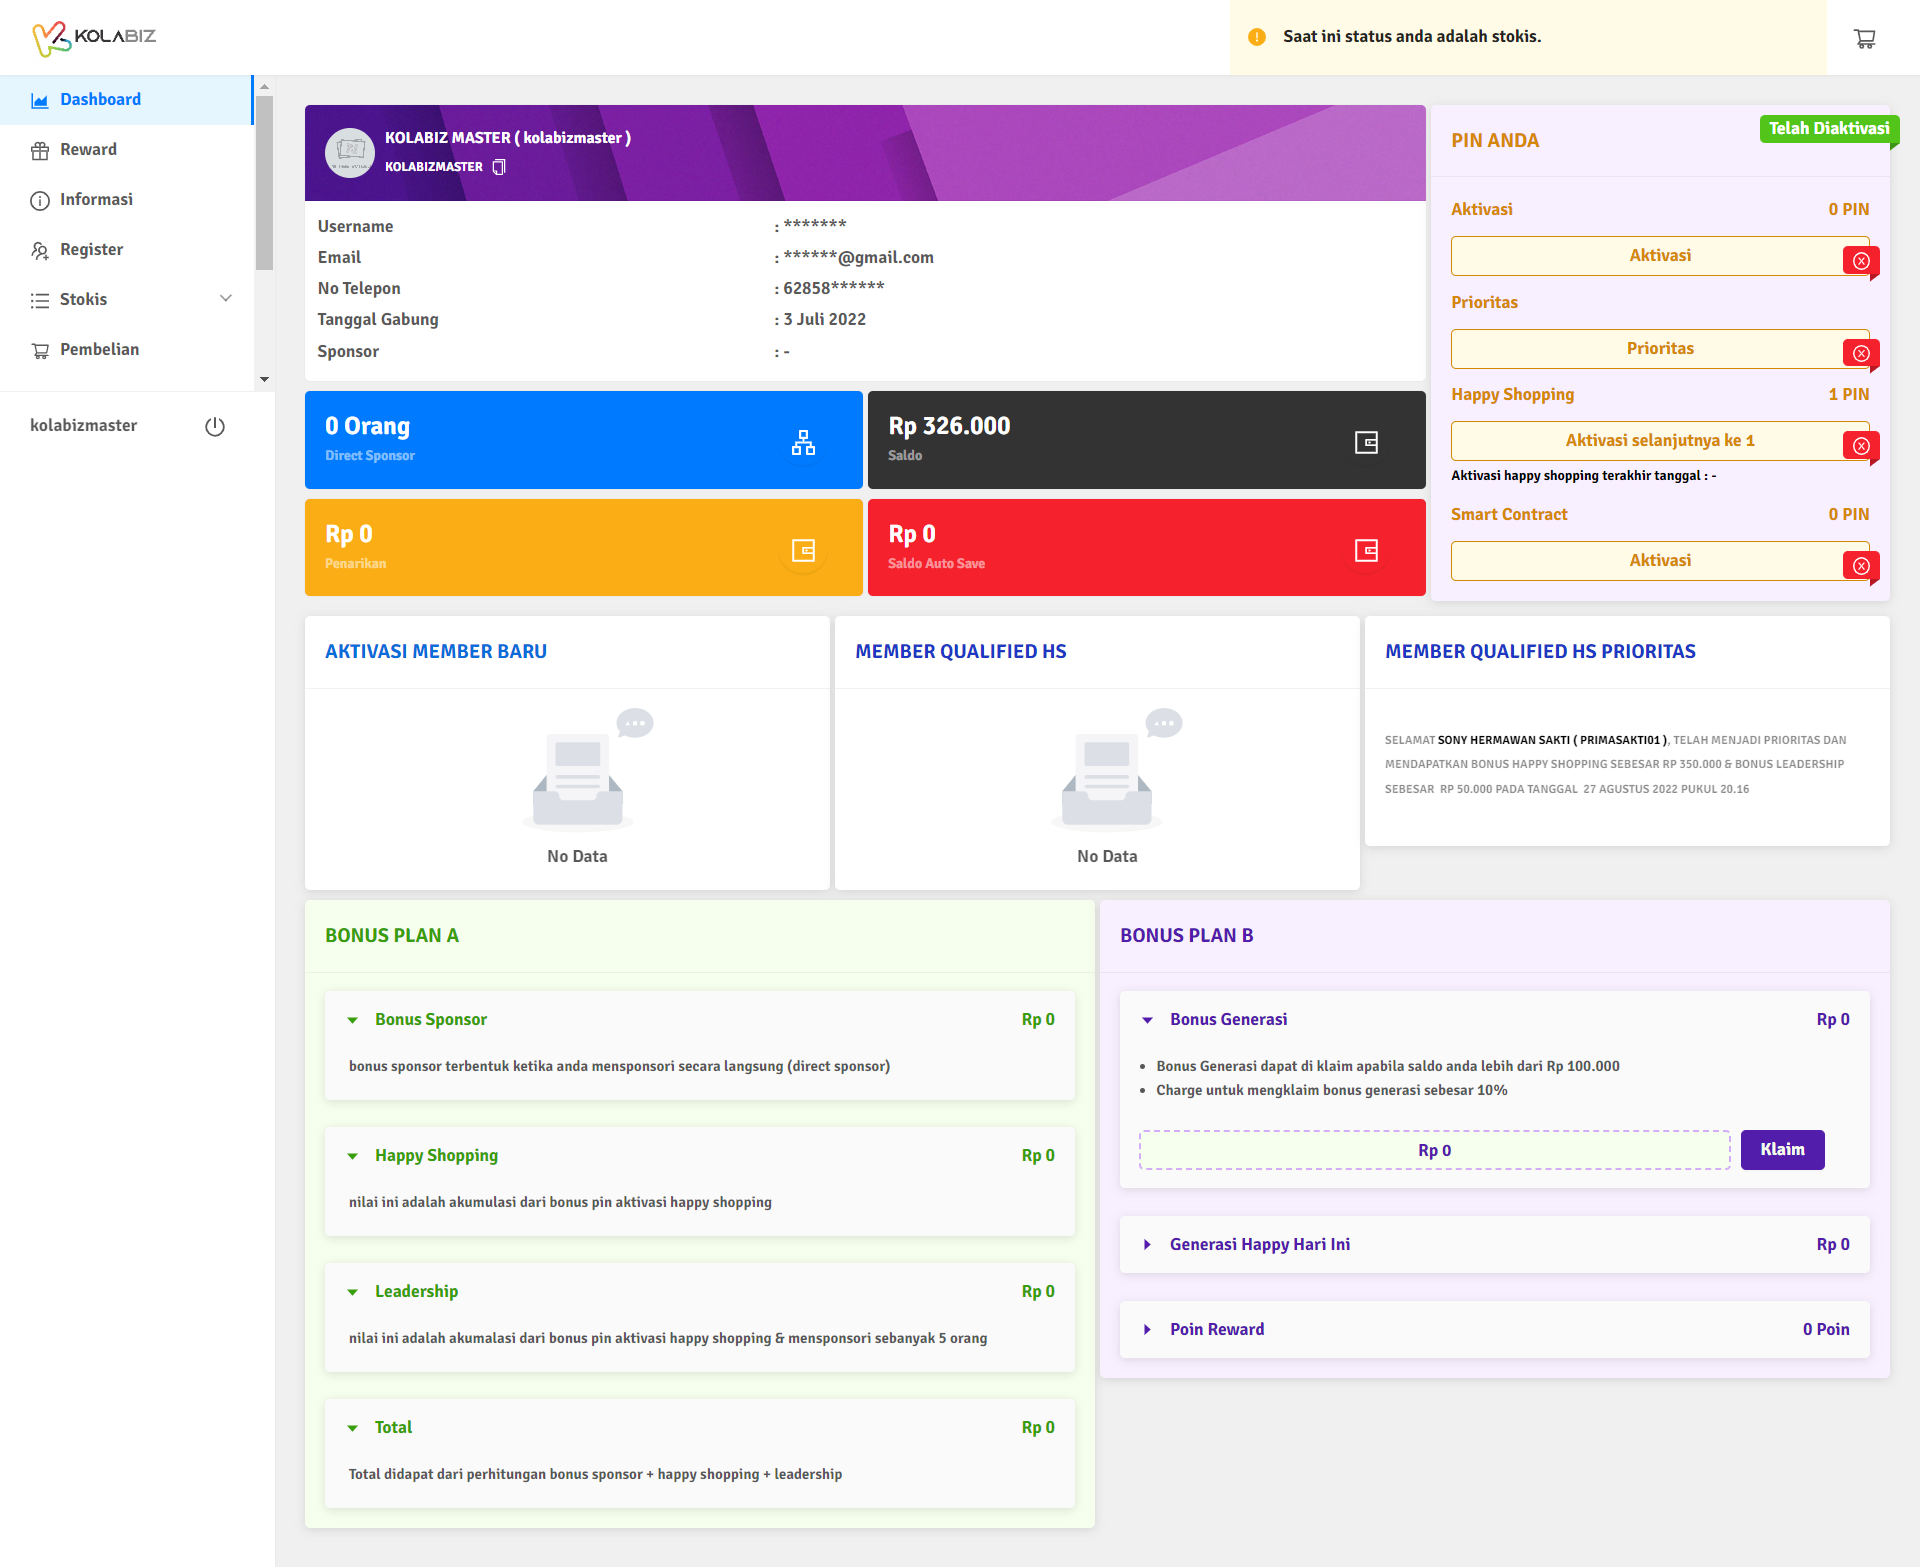 KOLABIZ
Saat ini status anda adalah stokis.
Dashboard
Reward
Informasi
Register
Stokis
Pembelian
kolabizmaster
KOLABIZ MASTER ( kolabizmaster )
KOLABIZMASTER
Username : *******
Email : ******@gmail.com
No Telepon : 62858******
Tanggal Gabung : 3 Juli 2022
Sponsor : -
0 Orang
Direct Sponsor
Rp 326.000
Saldo
Rp 0
Penarikan
Rp 0
Saldo Auto Save
PIN ANDA
Telah Diaktivasi
Aktivasi 0 PIN
Aktivasi
Prioritas
Prioritas
Happy Shopping 1 PIN
Aktivasi selanjutnya ke 1
Aktivasi happy shopping terakhir tanggal : -
Smart Contract 0 PIN
Aktivasi
AKTIVASI MEMBER BARU
No Data
MEMBER QUALIFIED HS
No Data
MEMBER QUALIFIED HS PRIORITAS
SELAMAT SONY HERMAWAN SAKTI ( PRIMASAKTI01 ), TELAH MENJADI PRIORITAS DAN
MENDAPATKAN BONUS HAPPY SHOPPING SEBESAR RP 350.000 & BONUS LEADERSHIP
SEBESAR RP 50.000 PADA TANGGAL 27 AGUSTUS 2022 PUKUL 20.16
BONUS PLAN A
Bonus Sponsor Rp 0
bonus sponsor terbentuk ketika anda mensponsori secara langsung (direct sponsor)
Happy Shopping Rp 0
nilai ini adalah akumulasi dari bonus pin aktivasi happy shopping
Leadership Rp 0
nilai ini adalah akumalasi dari bonus pin aktivasi happy shopping & mensponsori sebanyak 5 orang
Total Rp 0
Total didapat dari perhitungan bonus sponsor + happy shopping + leadership
BONUS PLAN B
Bonus Generasi Rp 0
• Bonus Generasi dapat di klaim apabila saldo anda lebih dari Rp 100.000
• Charge untuk mengklaim bonus generasi sebesar 10%
Rp 0 Klaim
Generasi Happy Hari Ini Rp 0
Poin Reward 0 Poin